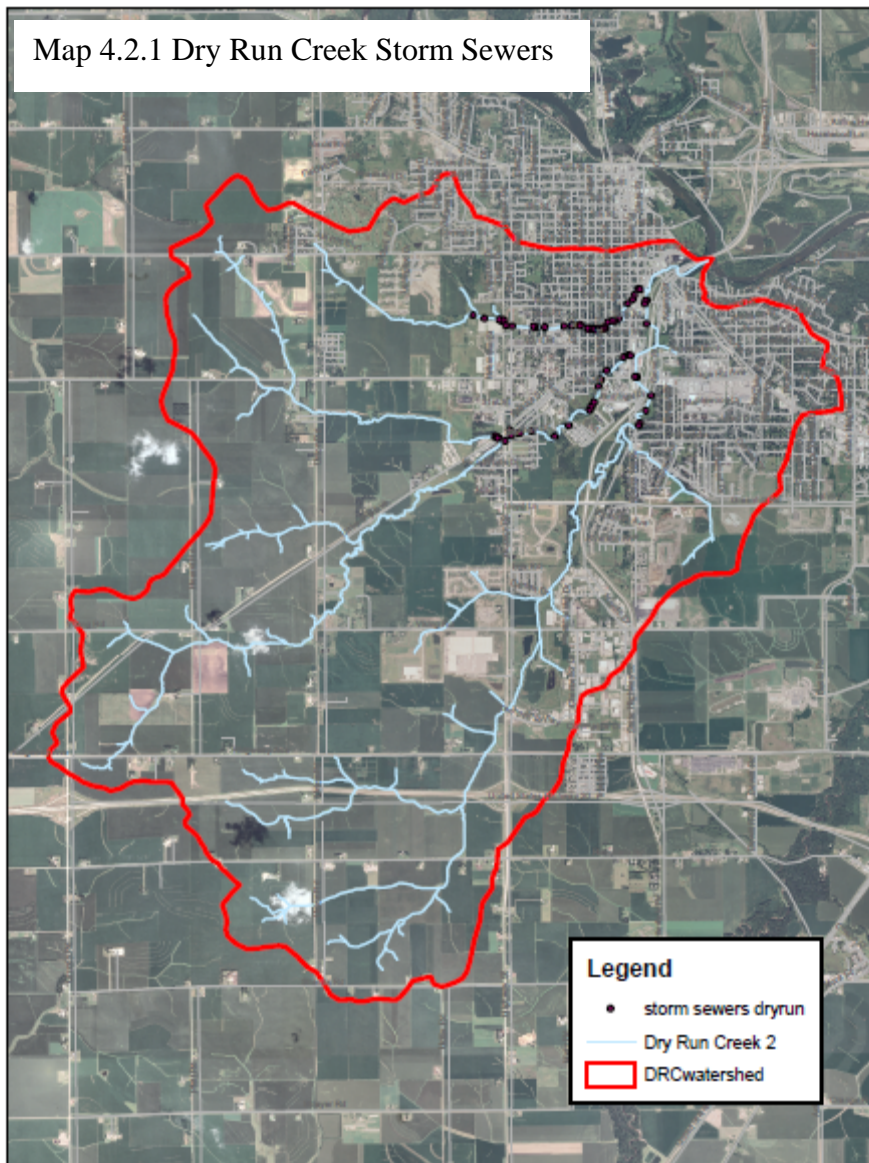 Map 4.2.1 Dry Run Creek Storm Sewers
Legend
storm sewers dryrun
Dry Run Creek 2
DRCwatershed